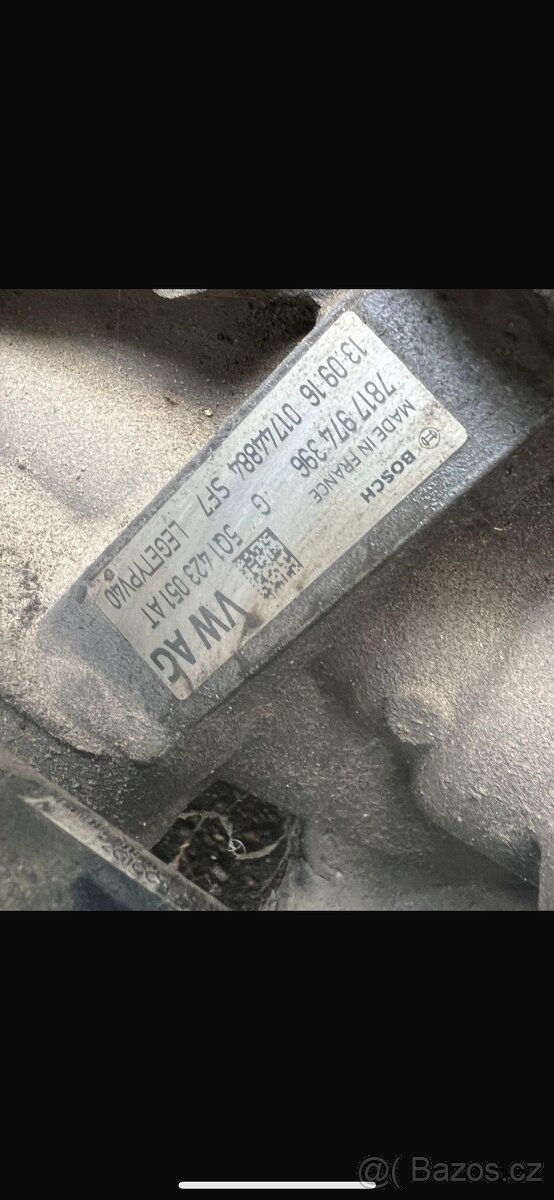 BOSCH
MADE IN FRANCE
7817 974 396 G
13.09.16 01744884 SF7 LEGETYPV40
VW AG
5Q1 423 051 AT
@( Bazos.cz